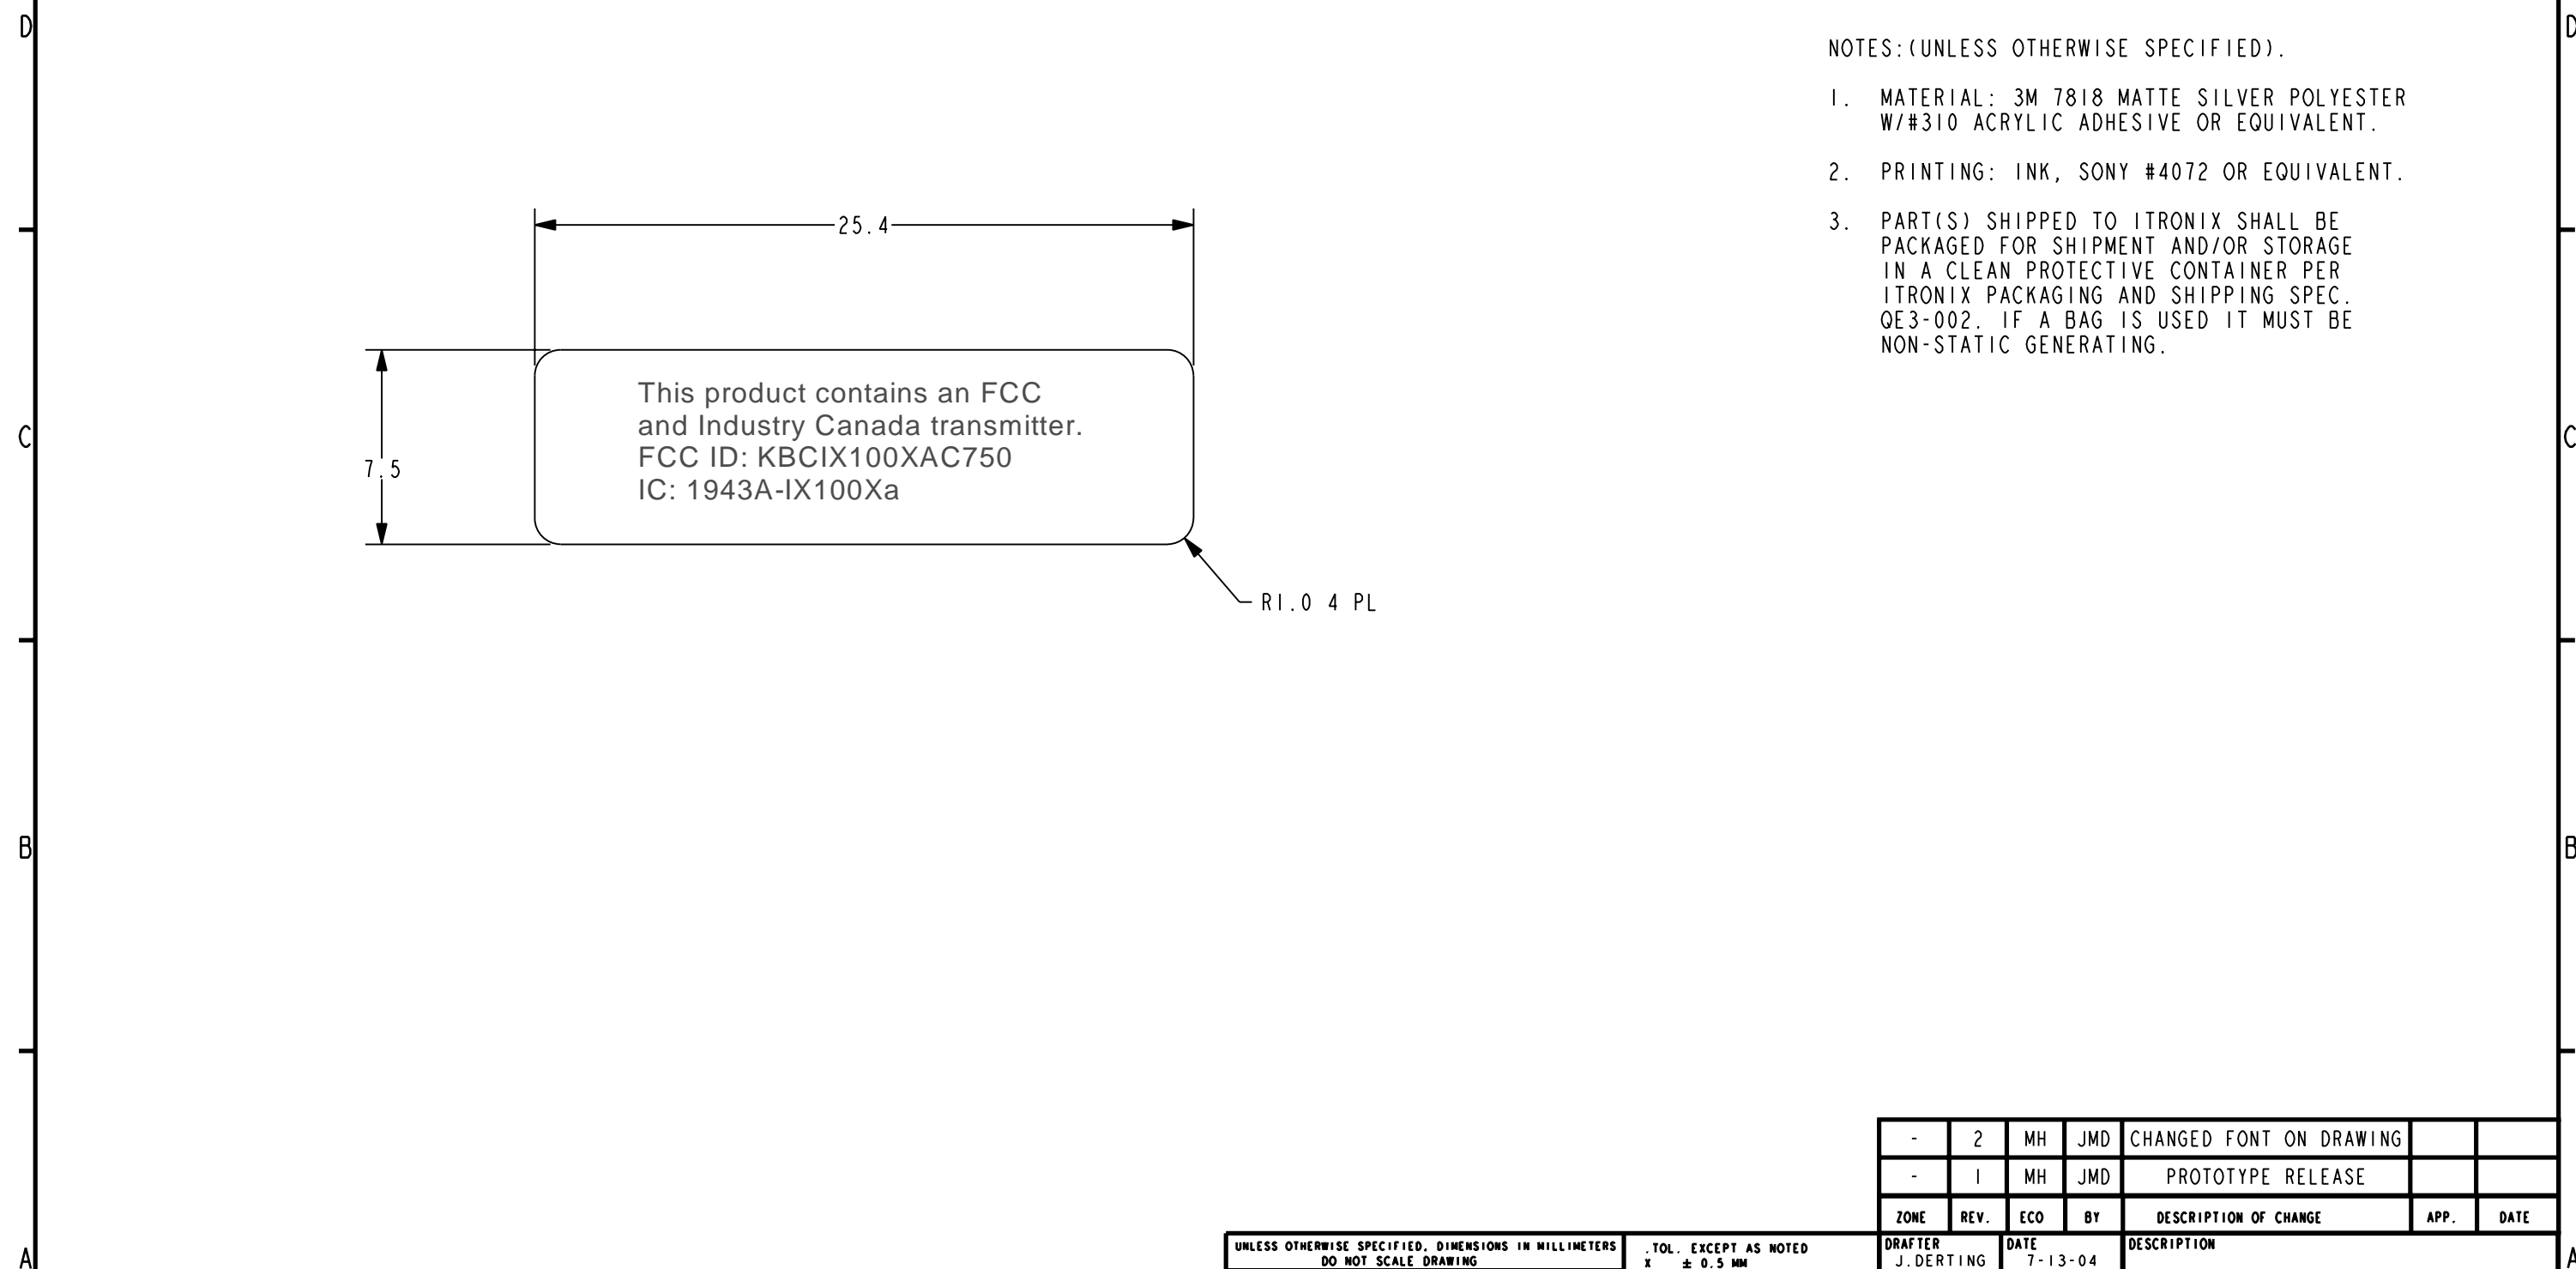 D
D
NOTES:(UNLESS OTHERWISE SPECIFIED).
1. MATERIAL: 3M 7818 MATTE SILVER POLYESTER
W/#310 ACRYLIC ADHESIVE OR EQUIVALENT.
2. PRINTING: INK, SONY #4072 OR EQUIVALENT.
3. PART(S) SHIPPED TO ITRONIX SHALL BE
PACKAGED FOR SHIPMENT AND/OR STORAGE
IN A CLEAN PROTECTIVE CONTAINER PER
ITRONIX PACKAGING AND SHIPPING SPEC.
QE3-002. IF A BAG IS USED IT MUST BE
NON-STATIC GENERATING.
25.4
This product contains an FCC
and Industry Canada transmitter.
FCC ID: KBCIX100XAC750
IC: 1943A-IX100Xa
C
C
7.5
R1.0 4 PL
B
B
- 2 MH JMD CHANGED FONT ON DRAWING
- 1 MH JMD PROTOTYPE RELEASE
ZONE REV. ECO BY DESCRIPTION OF CHANGE APP. DATE
UNLESS OTHERWISE SPECIFIED, DIMENSIONS IN MILLIMETERS
DO NOT SCALE DRAWING
.TOL. EXCEPT AS NOTED
X ± 0.5 MM
DRAFTER
J.DERTING
DATE
7-13-04
DESCRIPTION
A
A